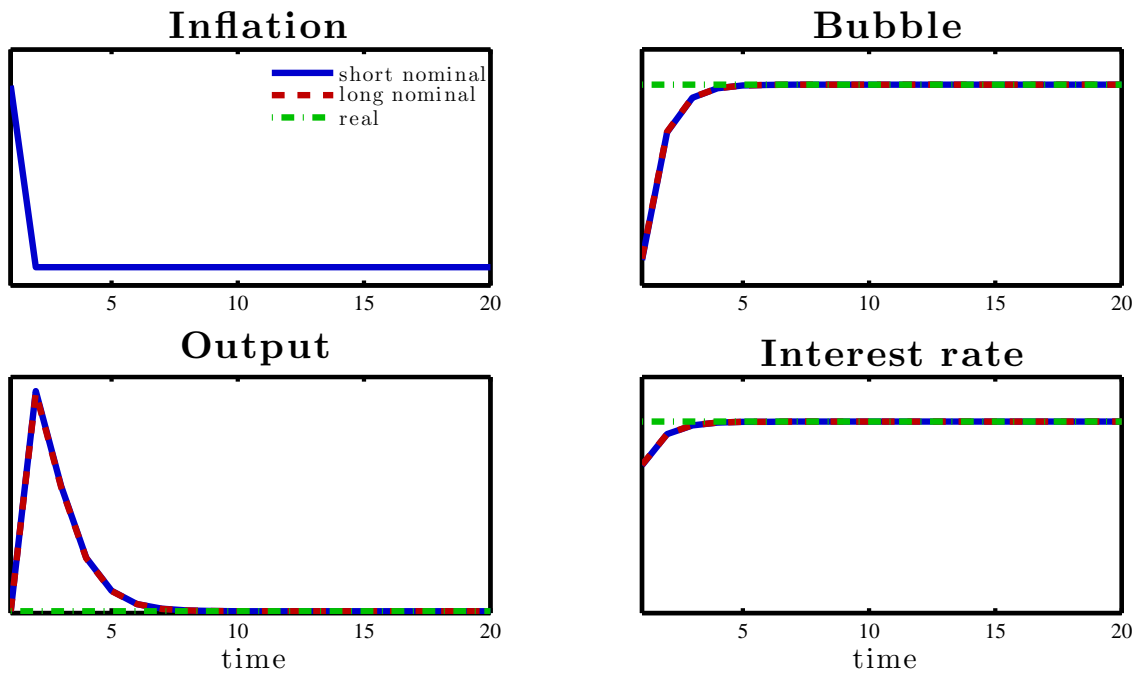 Inflation
short nominal
long nominal
real
5 10 15 20
Bubble
5 10 15 20
Output
5 10 15 20
time
Interest rate
5 10 15 20
time